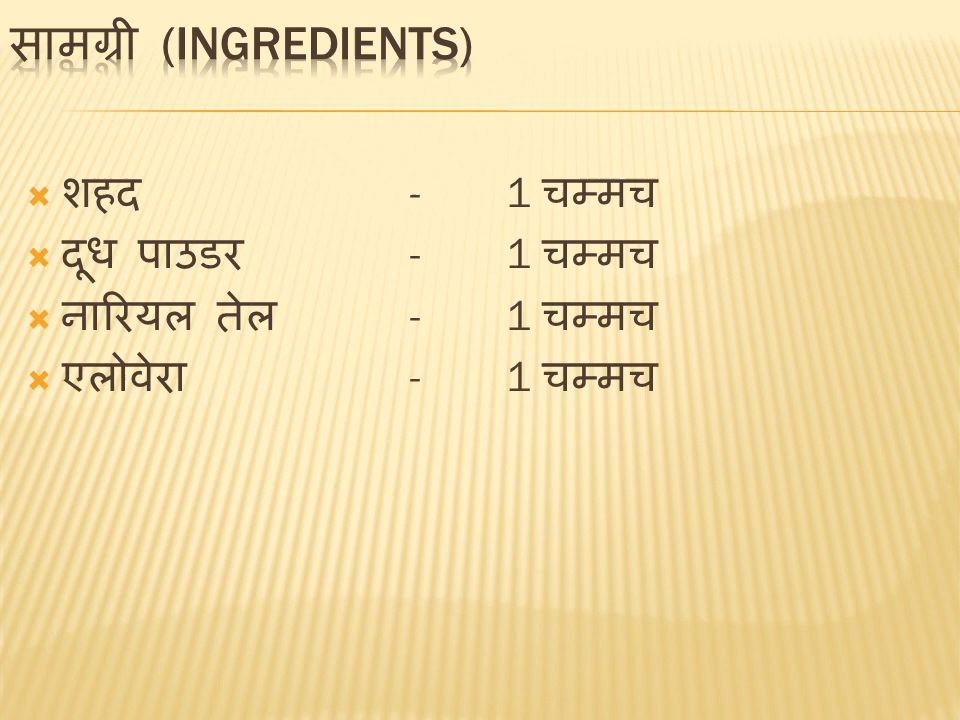 सामग्री (INGREDIENTS)
शहद - 1 चम्मच
दूध पाउडर - 1 चम्मच
नारियल तेल - 1 चम्मच
एलोवेरा - 1 चम्मच